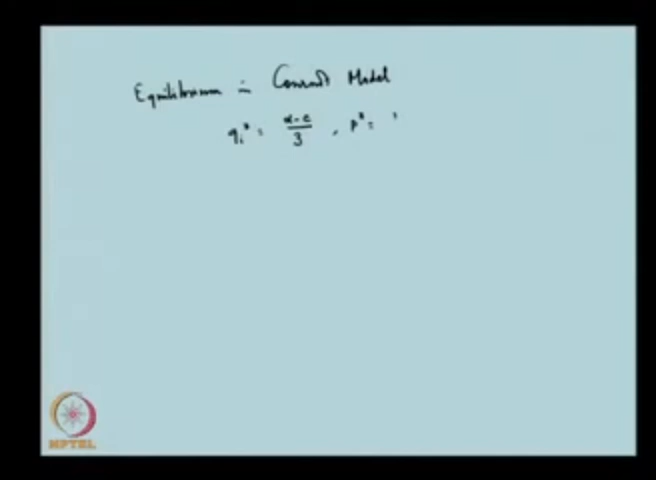 Equilibrium in Cournot Model
qi* = α-c/3 , p* =
NPTEL